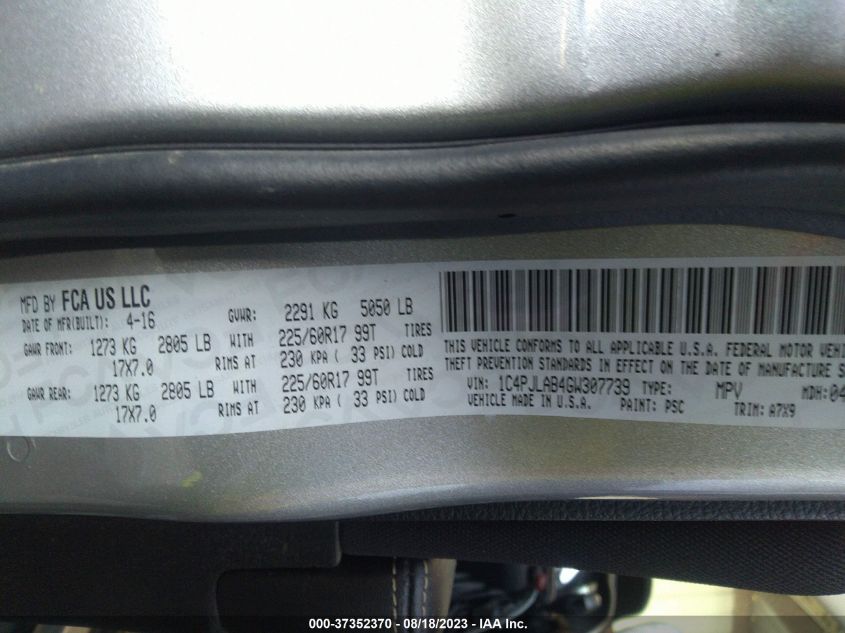 MFD BY FCA US LLC
DATE OF MFR(BUILT): 4-16 GVWR: 2291 KG 5050 LB
GAWR FRONT: 1273 KG 2805 LB WITH 225/60R17 99T TIRES
17X7.0 RIMS AT 230 KPA ( 33 PSI) COLD
GAWR REAR: 1273 KG 2805 LB WITH 225/60R17 99T TIRES
17X7.0 RIMS AT 230 KPA ( 33 PSI) COLD
THIS VEHICLE CONFORMS TO ALL APPLICABLE U.S.A. FEDERAL MOTOR
THEFT PREVENTION STANDARDS IN EFFECT ON THE DATE OF MANUFACTURE
VIN: 1C4PJLAB4GW307739 TYPE: MPV MDH: 04
VEHICLE MADE IN U.S.A. PAINT: PSC TRIM: A7X9
000-37352370 - 08/18/2023 - IAA Inc.